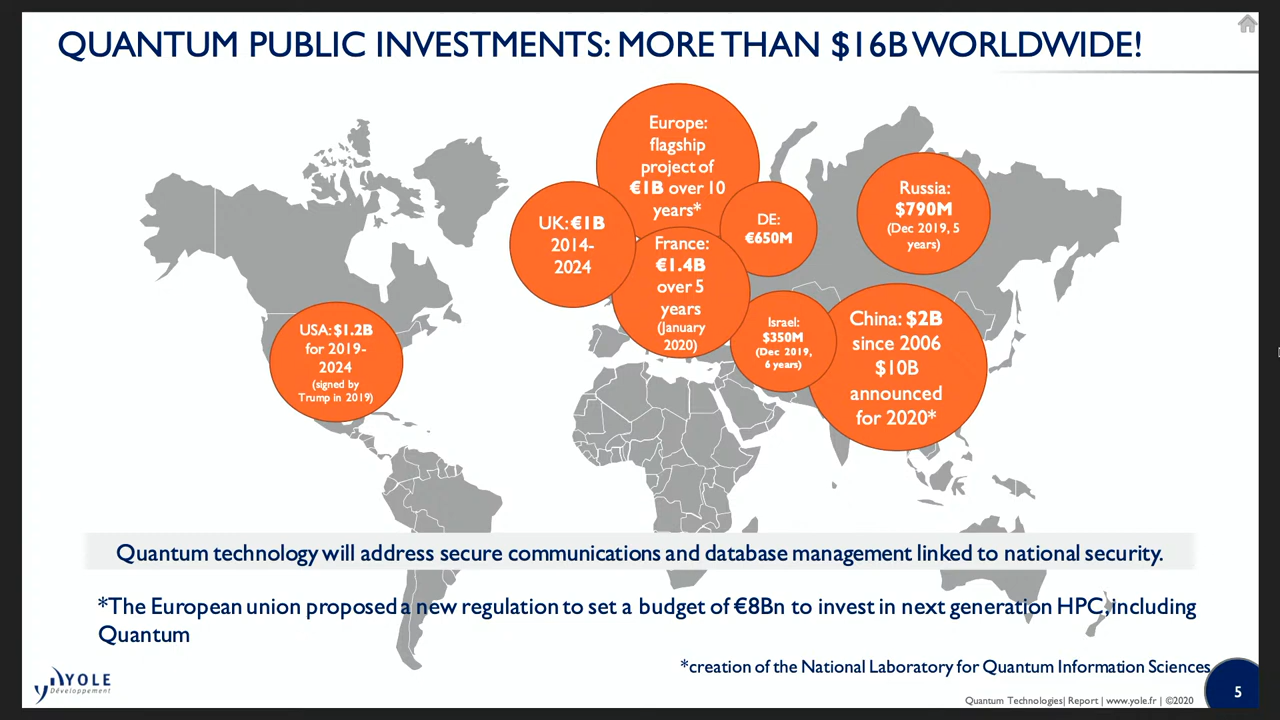 QUANTUM PUBLIC INVESTMENTS: MORE THAN $16B WORLDWIDE!
Europe:
flagship
project of
€1B over 10
years*
UK: €1B
2014-
2024
DE:
€650M
Russia:
$790M
(Dec 2019, 5
years)
France:
€1.4B
over 5
years
(January
2020)
USA: $1.2B
for 2019-
2024
(signed by
Trump in 2019)
Israel:
$350M
(Dec 2019,
6 years)
China: $2B
since 2006
$10B
announced
for 2020*
Quantum technology will address secure communications and database management linked to national security.
*The European union proposed a new regulation to set a budget of €8Bn to invest in next generation HPC, including
Quantum
*creation of the National Laboratory for Quantum Information Sciences
YOLE
Développement
Quantum Technologies| Report | www.yole.fr | ©2020
5